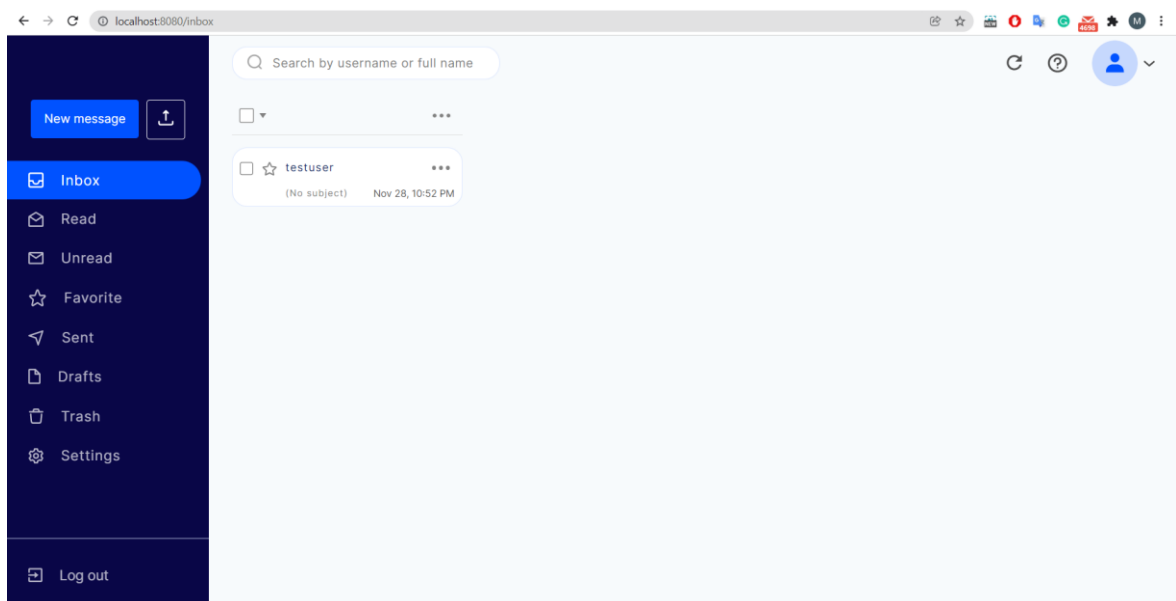 localhost:8080/inbox
4698
M
Search by username or full name
New message
testuser
(No subject) Nov 28, 10:52 PM
Inbox
Read
Unread
Favorite
Sent
Drafts
Trash
Settings
Log out